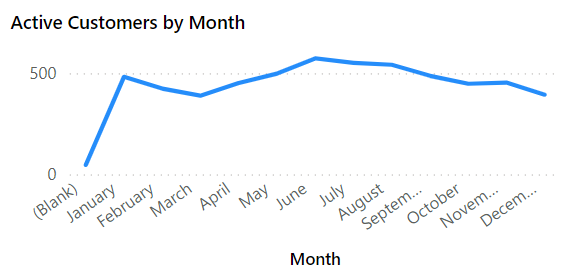 Active Customers by Month
500
0
(Blank)
January
February
March
April
May
June
July
August
Septem...
October
Novem...
Decem...
Month